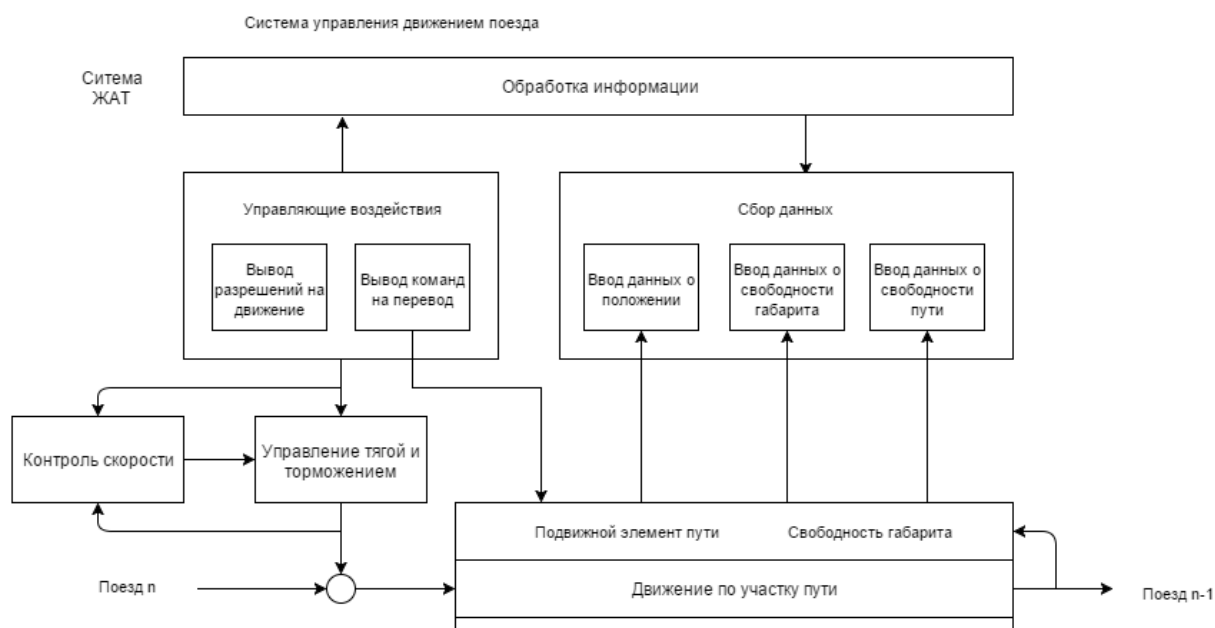 Система управления движением поезда
Ситема
ЖАТ
Обработка информации
Управляющие воздействия
Вывод
разрешений на
движение
Вывод команд
на перевод
Сбор данных
Ввод данных о
положении
Ввод данных о
свободности
габарита
Ввод данных о
свободности
пути
Контроль скорости
Управление тягой и
торможением
Подвижной элемент пути
Свободность габарита
Поезд n
Движение по участку пути
Поезд n-1